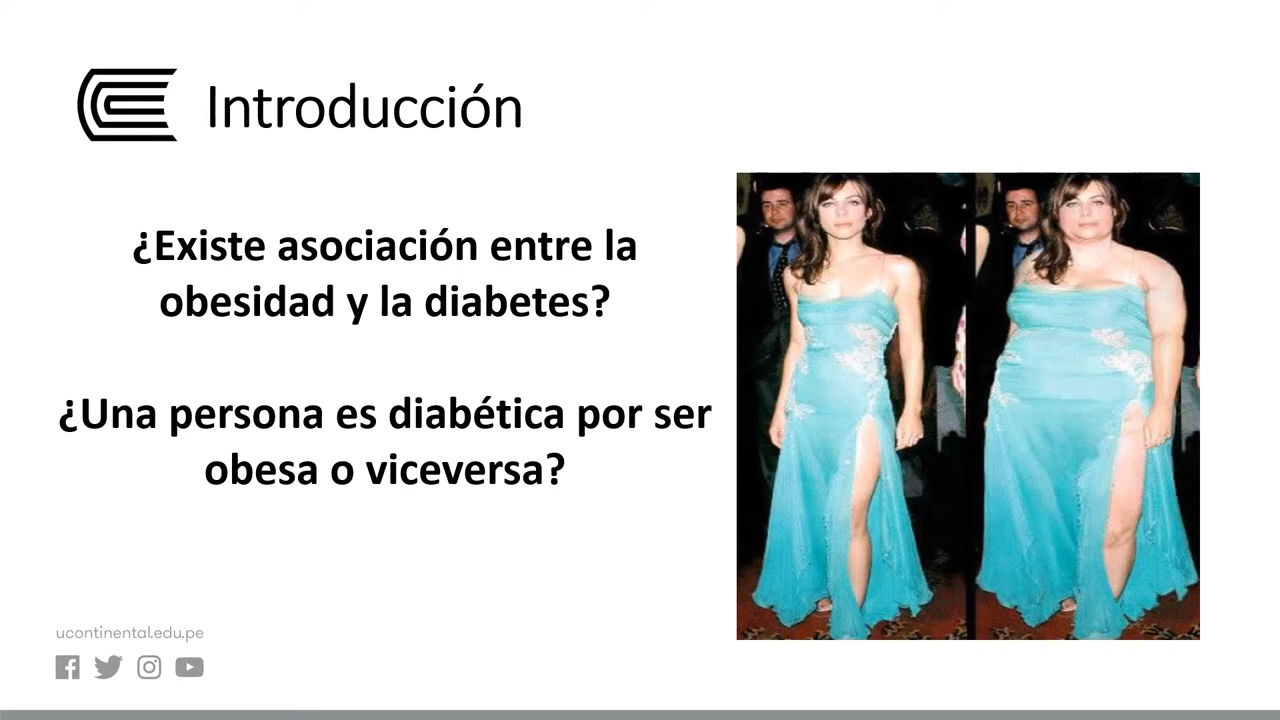 Introducción
¿Existe asociación entre la
obesidad y la diabetes?
¿Una persona es diabética por ser
obesa o viceversa?
ucontinental.edu.pe